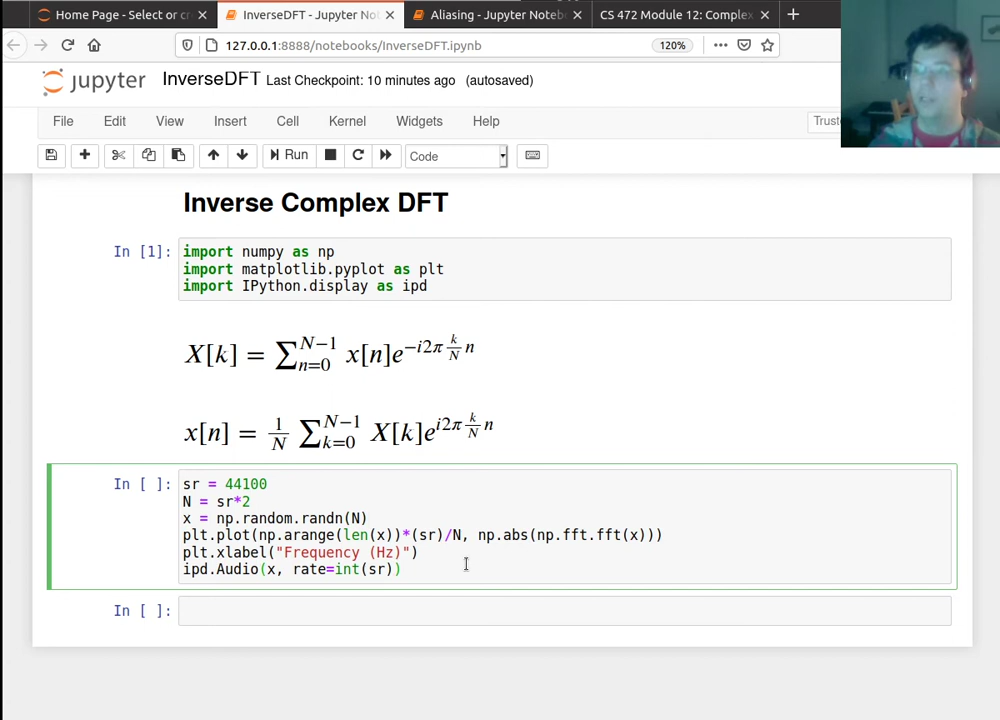 Home Page - Select or cr
InverseDFT - Jupyter No
Aliasing - Jupyter Noteb
CS 472 Module 12: Complex
127.0.0.1:8888/notebooks/InverseDFT.ipynb
120%
jupyter InverseDFT Last Checkpoint: 10 minutes ago (autosaved)
File Edit View Insert Cell Kernel Widgets Help Trust
Run Code
Inverse Complex DFT
In [1]: import numpy as np
import matplotlib.pyplot as plt
import IPython.display as ipd
X[k] = ∑_{n=0}^{N−1} x[n]e^{−i2π\frac{k}{N}n}
x[n] = \frac{1}{N} ∑_{k=0}^{N−1} X[k]e^{i2π\frac{k}{N}n}
In [ ]: sr = 44100
N = sr*2
x = np.random.randn(N)
plt.plot(np.arange(len(x))*(sr)/N, np.abs(np.fft.fft(x)))
plt.xlabel("Frequency (Hz)")
ipd.Audio(x, rate=int(sr))
In [ ]: